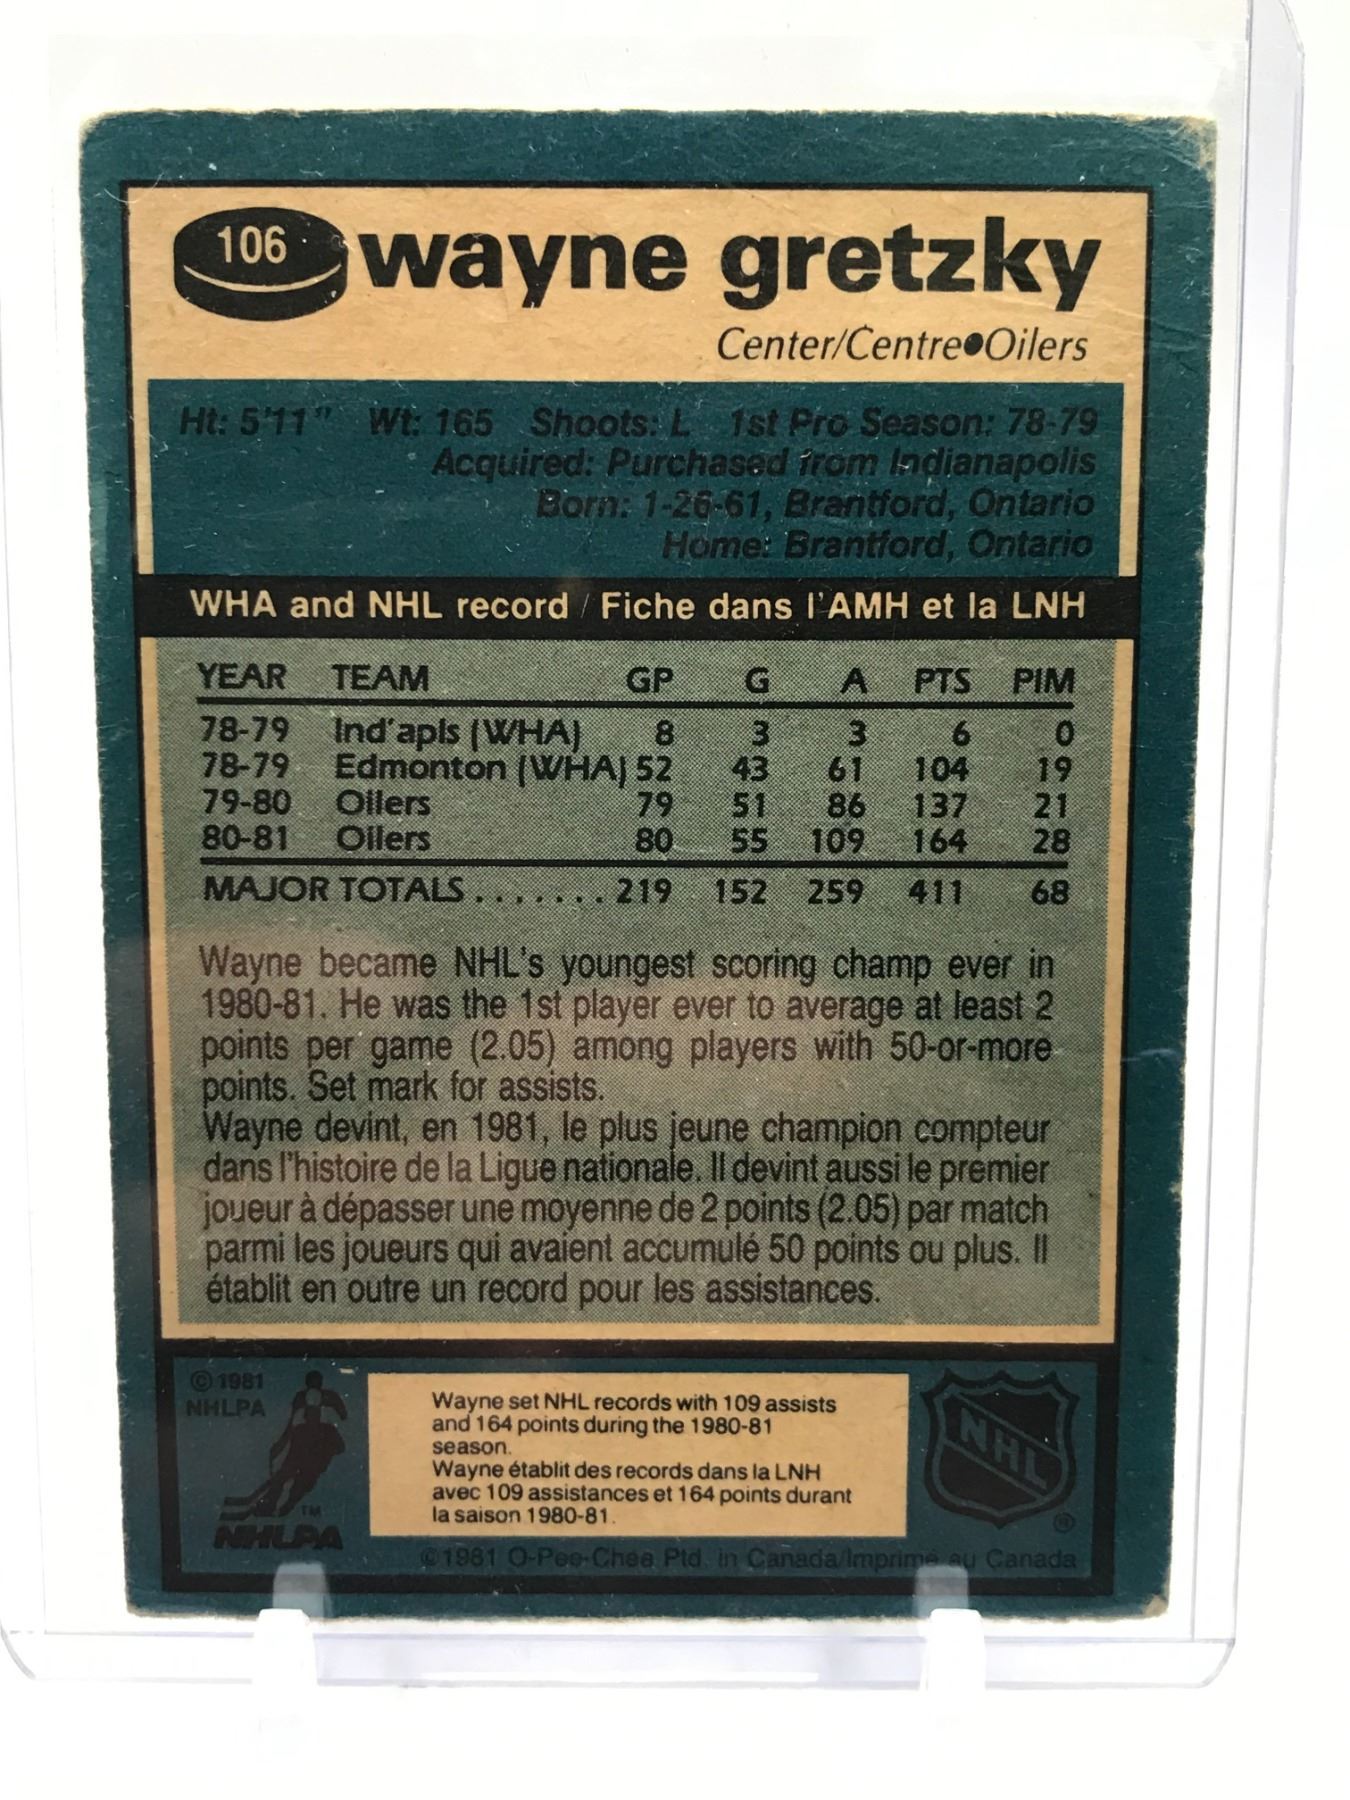 106 wayne gretzky
Center/Centre•Oilers
Ht: 5'11" Wt: 165 Shoots: L 1st Pro Season: 78-79
Acquired: Purchased from Indianapolis
Born: 1-26-61, Brantford, Ontario
Home: Brantford, Ontario
WHA and NHL record / Fiche dans l'AMH et la LNH
YEAR TEAM GP G A PTS PIM
78-79 Ind'apls (WHA) 8 3 3 6 0
78-79 Edmonton (WHA) 52 43 61 104 19
79-80 Oilers 79 51 86 137 21
80-81 Oilers 80 55 109 164 28
MAJOR TOTALS.......219 152 259 411 68
Wayne became NHL's youngest scoring champ ever in
1980-81. He was the 1st player ever to average at least 2
points per game (2.05) among players with 50-or-more
points. Set mark for assists.
Wayne devint, en 1981, le plus jeune champion compteur
dans l'histoire de la Ligue nationale. Il devint aussi le premier
joueur à dépasser une moyenne de 2 points (2.05) par match
parmi les joueurs qui avaient accumulé 50 points ou plus. Il
établit en outre un record pour les assistances.
©1981
NHLPA
TM
NHLPA
Wayne set NHL records with 109 assists
and 164 points during the 1980-81
season.
Wayne établit des records dans la LNH
avec 109 assistances et 164 points durant
la saison 1980-81.
NHL
®
©1981 O-Pee-Chee Ptd. in Canada/Imprimé au Canada